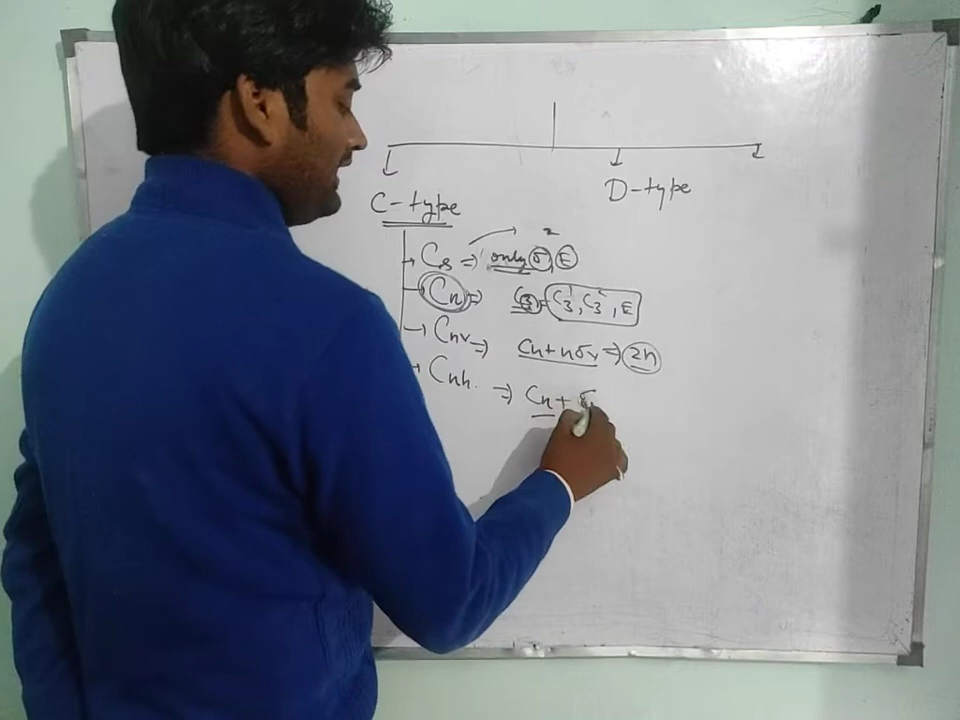 C-type
D-type
Cs ⇒ only σ, E
Cn ⇒ C3 = C3¹, C3², E
Cnv ⇒ Cn + nσv ⇒ 2n
Cnh. ⇒ Cn + σ